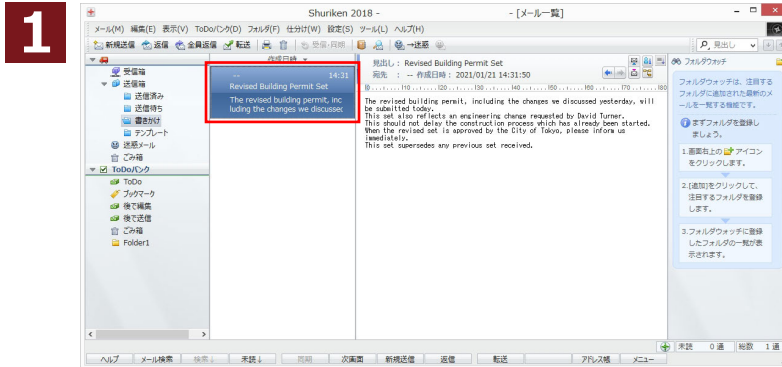 1
Shuriken 2018 - - [メール一覧]
メール(M) 編集(E) 表示(V) ToDoバンク(D) フォルダ(F) 仕分け(W) 設定(S) ツール(L) ヘルプ(H)
新規送信 返信 全員返信 転送 受信・同期 →迷惑 見出し
受信箱
送信箱
送信済み
送信待ち
書きかけ
テンプレート
迷惑メール
ごみ箱
ToDoバンク
ToDo
ブックマーク
後で編集
後で送信
ごみ箱
Folder1
作成日時
-- 14:31
Revised Building Permit Set
The revised building permit, inc
luding the changes we discussed
見出し : Revised Building Permit Set
宛先 : -- 作成日時 : 2021/01/21 14:31:50
The revised building permit, including the changes we discussed yesterday, will
be submitted today.
This set also reflects an engineering change requested by David Turner.
This should not delay the construction process which has already been started.
When the revised set is approved by the City of Tokyo, please inform us
immediately.
This set supersedes any previous set received.
フォルダウォッチ
フォルダウォッチは、注目する
フォルダに追加された最新のメ
ールを一覧する機能です。
まずフォルダを登録し
ましょう。
1.画面右上の アイコン
をクリックします。
2.[追加]をクリックして、
注目するフォルダを登録
します。
3.フォルダウォッチに登録
したフォルダの一覧が表
示されます。
未読 0 通 総数 1 通
ヘルプ メール検索 検索↓ 未読↓ 同期 次画面 新規送信 返信 転送 アドレス帳 メニュー